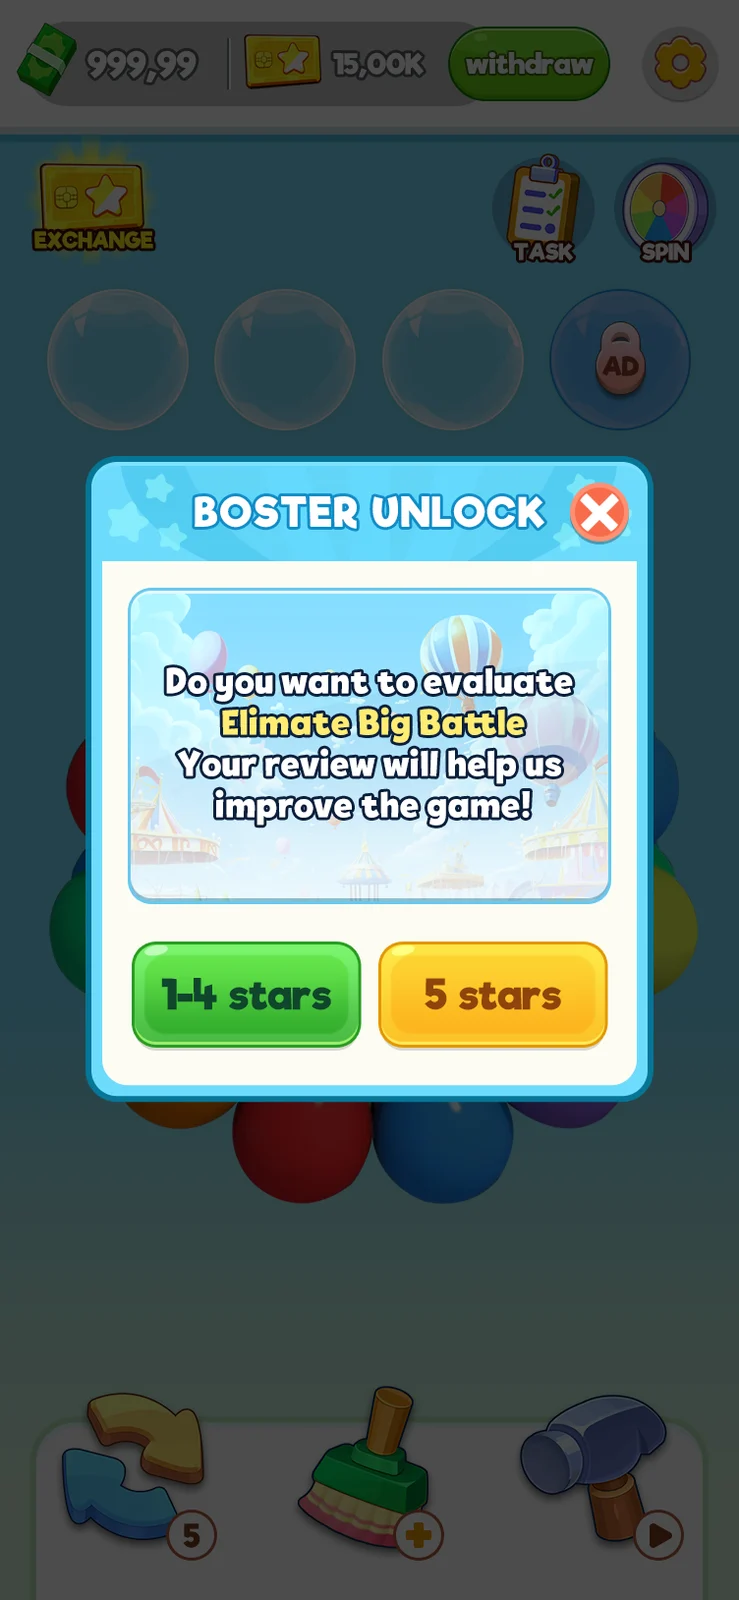 999,99
15,00K
withdraw
EXCHANGE
TASK
SPIN
AD
BOSTER UNLOCK
Do you want to evaluate
Elimate Big Battle
Your review will help us
improve the game!
1-4 stars
5 stars
5